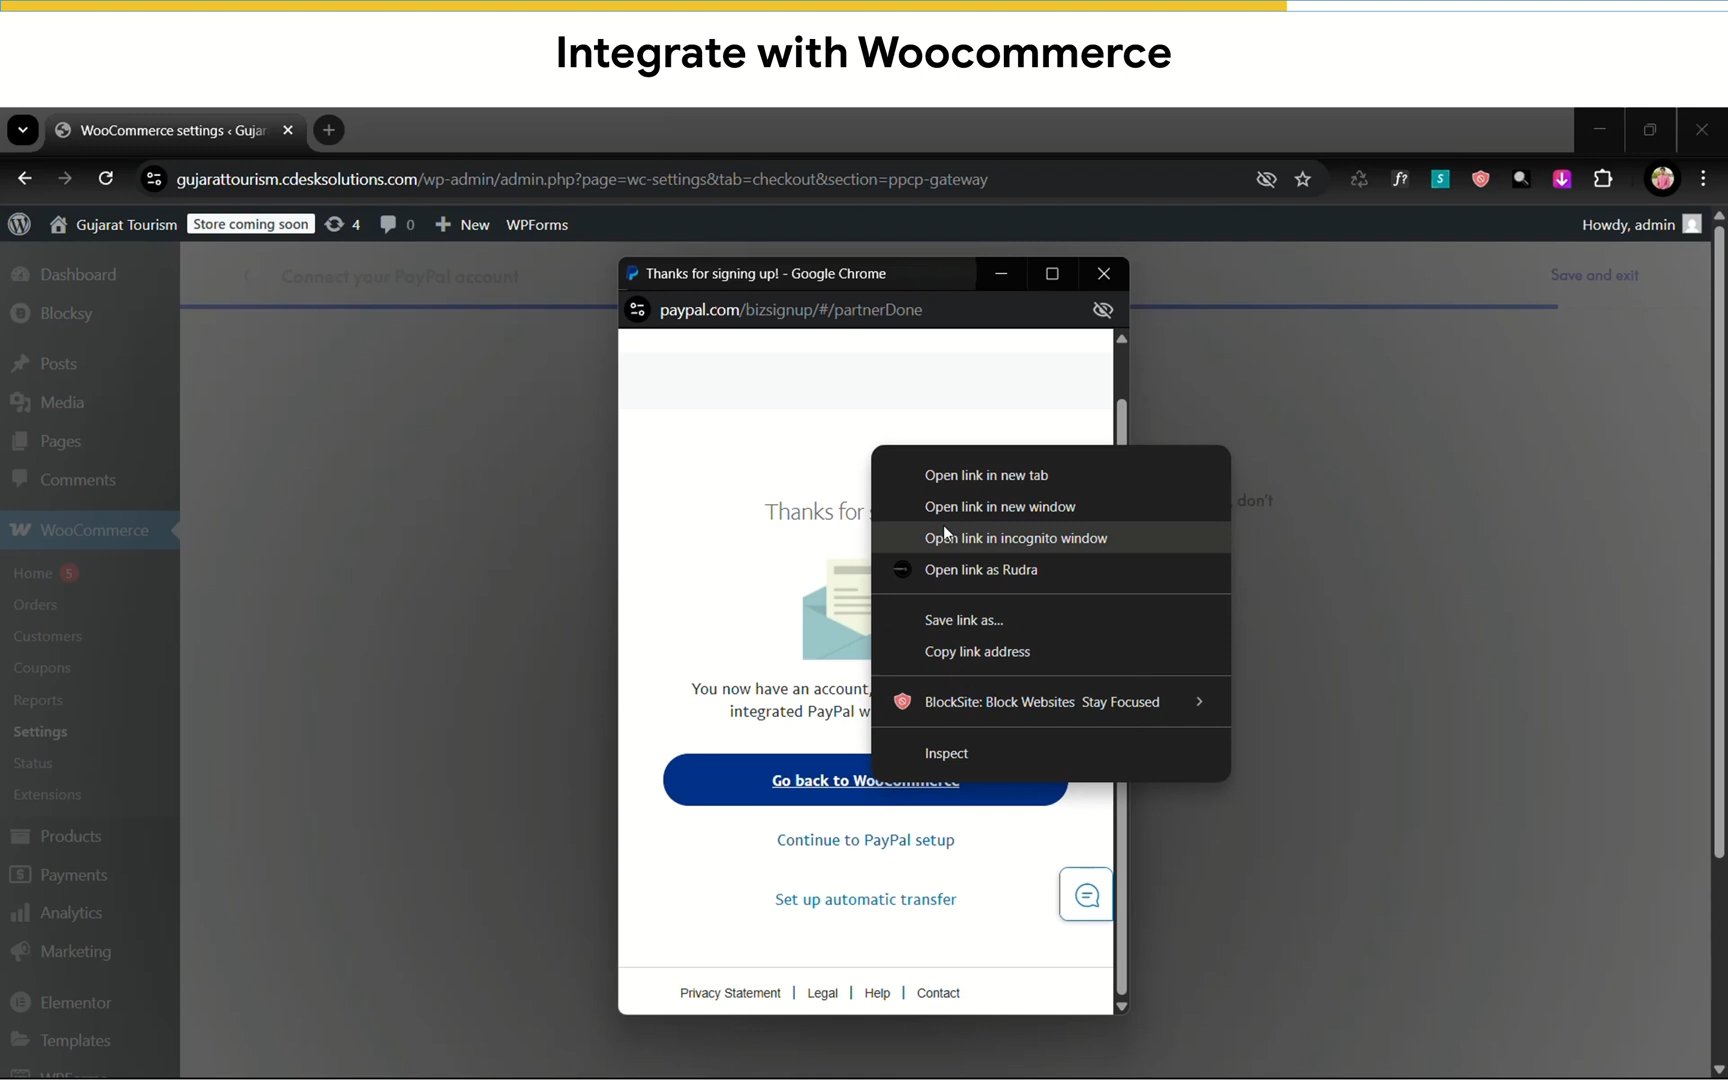 Integrate with Woocommerce
WooCommerce settings ‹ Gujar
gujarattourism.cdesksolutions.com/wp-admin/admin.php?page=wc-settings&tab=checkout&section=ppcp-gateway
Gujarat Tourism
Store coming soon
4
0
New
WPForms
Howdy, admin
Dashboard
Blocksy
Posts
Media
Pages
Comments
WooCommerce
Home 5
Orders
Customers
Coupons
Reports
Settings
Status
Extensions
Products
Payments
Analytics
Marketing
Elementor
Templates
Connect your PayPal account
Save and exit
don't
Thanks for signing up! - Google Chrome
paypal.com/bizsignup/#/partnerDone
Thanks for
You now have an account,
integrated PayPal w
Go back to WooCommerce
Continue to PayPal setup
Set up automatic transfer
Privacy Statement | Legal | Help | Contact
Open link in new tab
Open link in new window
Open link in incognito window
Open link as Rudra
Save link as...
Copy link address
BlockSite: Block Websites Stay Focused
Inspect